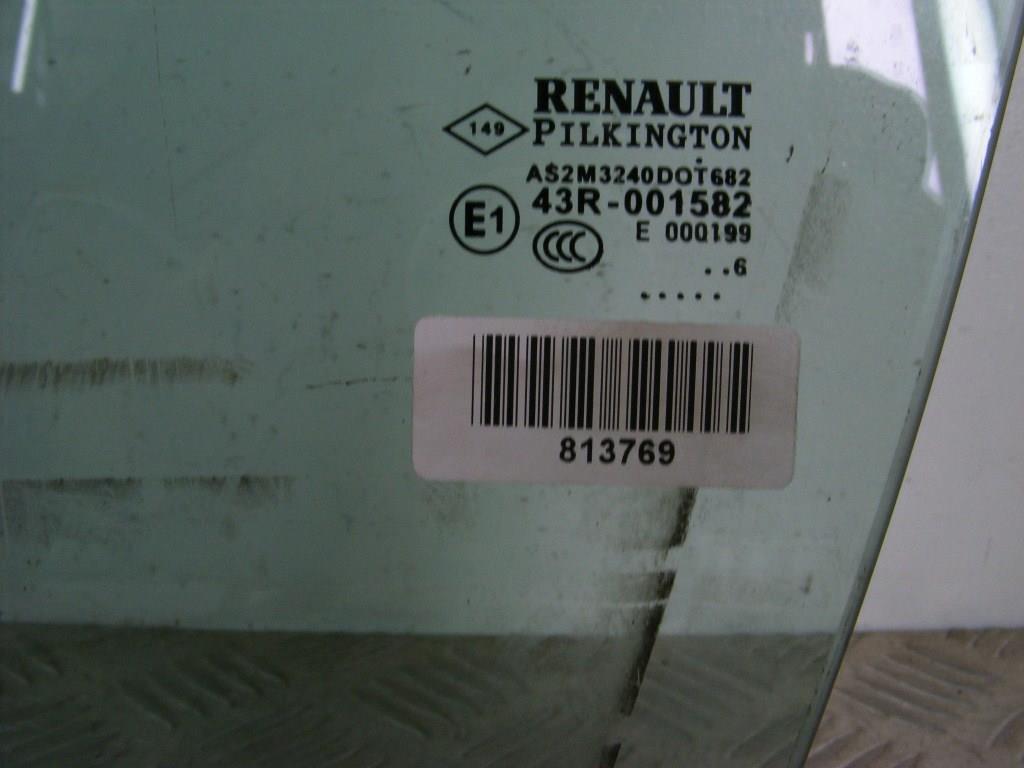 RENAULT
149 PILKINGTON
AS2M3240DOT682
E1 43R-001582
CCC E 000199
..6
.....
813769